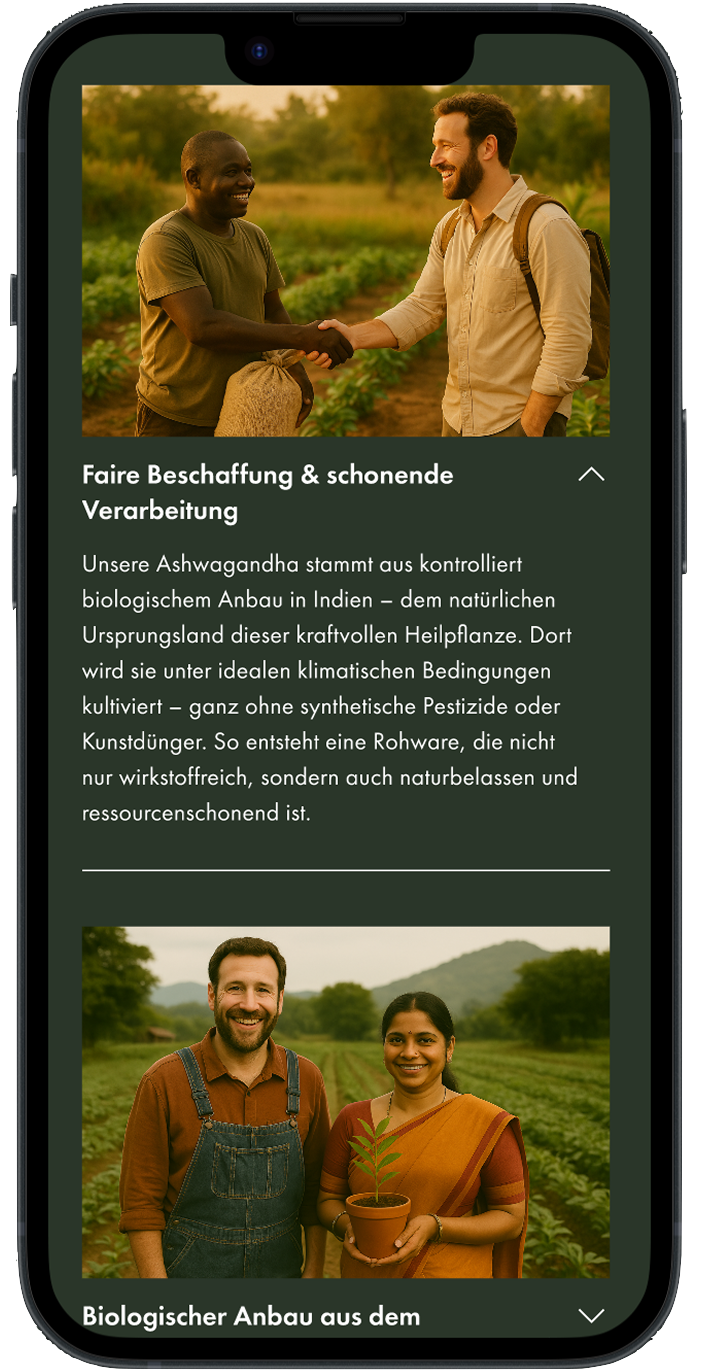 Faire Beschaffung & schonende
Verarbeitung
Unsere Ashwagandha stammt aus kontrolliert
biologischem Anbau in Indien – dem natürlichen
Ursprungsland dieser kraftvollen Heilpflanze. Dort
wird sie unter idealen klimatischen Bedingungen
kultiviert – ganz ohne synthetische Pestizide oder
Kunstdünger. So entsteht eine Rohware, die nicht
nur wirkstoffreich, sondern auch naturbelassen und
ressourcenschonend ist.
Biologischer Anbau aus dem